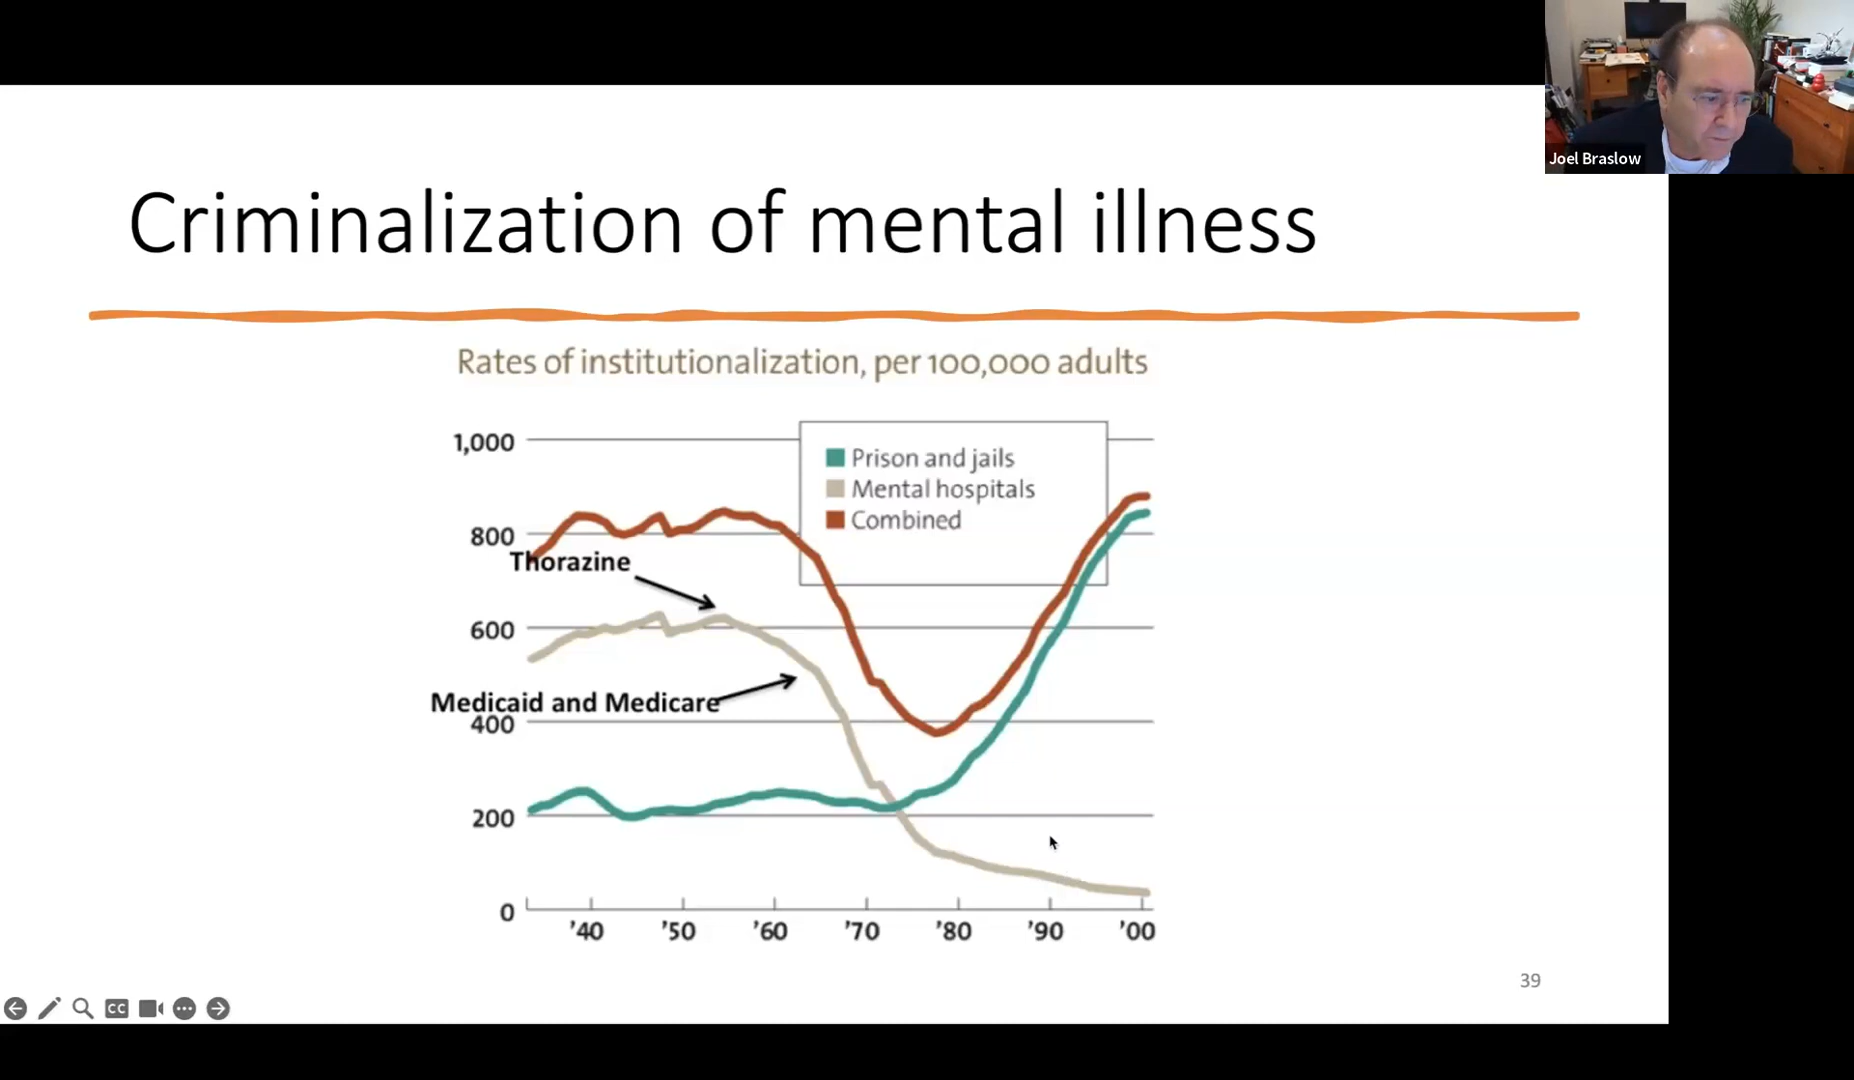 Joel Braslow
Criminalization of mental illness
Rates of institutionalization, per 100,000 adults
1,000
800
600
400
200
0
Prison and jails
Mental hospitals
Combined
Thorazine
Medicaid and Medicare
'40 '50 '60 '70 '80 '90 '00
39
CC